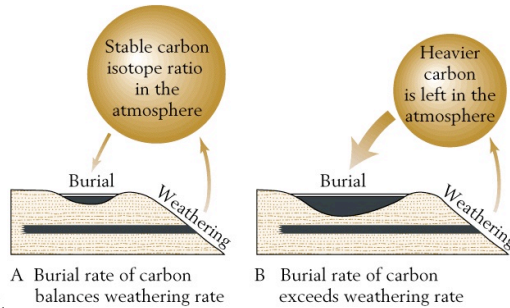 Stable carbon
isotope ratio
in the
atmosphere
Burial
Weathering
A Burial rate of carbon
balances weathering rate
Heavier
carbon
is left in the
atmosphere
Burial
Weathering
B Burial rate of carbon
exceeds weathering rate